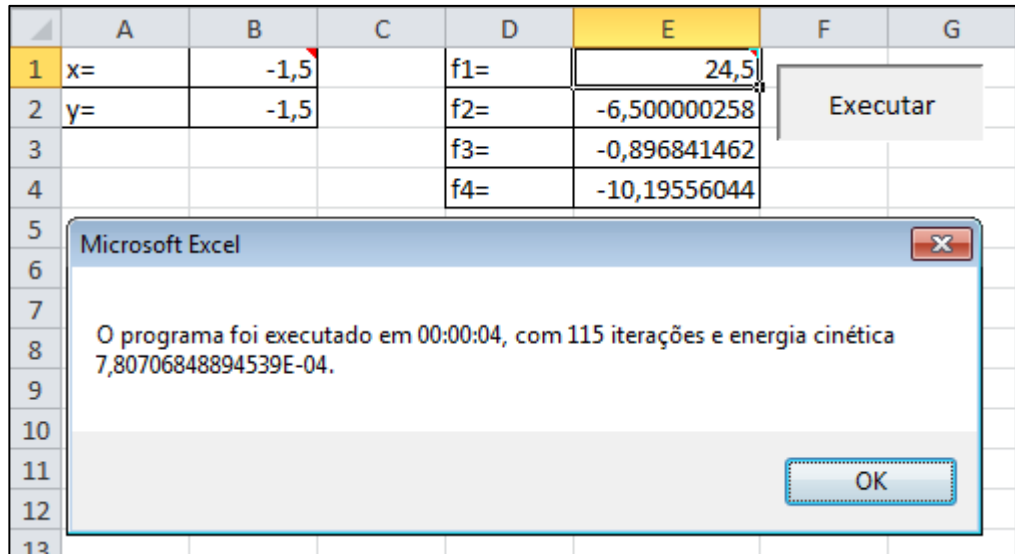 A B C D E F G
1 x= -1,5 f1= 24,5
Executar
2 y= -1,5 f2= -6,500000258
3 f3= -0,896841462
4 f4= -10,19556044
5
Microsoft Excel
6
7
O programa foi executado em 00:00:04, com 115 iterações e energia cinética
8
7,80706848894539E-04.
9
10
11
OK
12
13